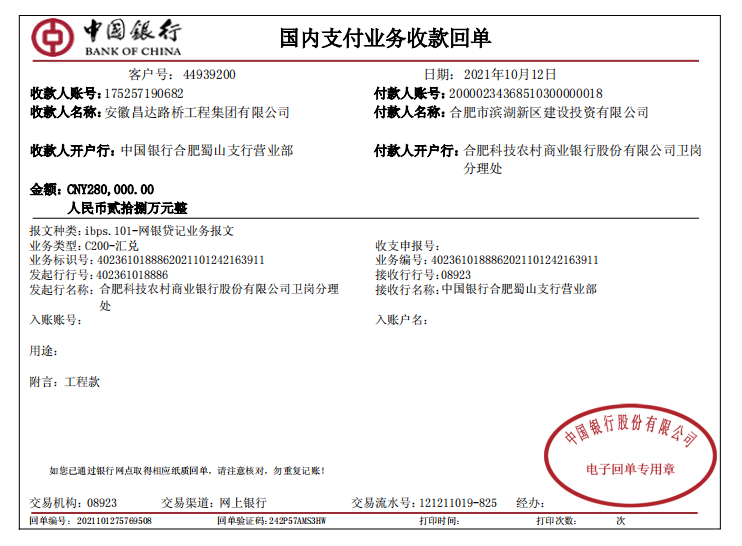 中国银行
BANK OF CHINA
国内支付业务收款回单
客户号: 44939200 日期: 2021年10月12日
收款人账号: 175257190682 付款人账号: 20000234368510300000018
收款人名称: 安徽昌达路桥工程集团有限公司 付款人名称: 合肥市滨湖新区建设投资有限公司
收款人开户行: 中国银行合肥蜀山支行营业部 付款人开户行: 合肥科技农村商业银行股份有限公司卫岗
分理处
金额: CNY280,000.00
人民币贰拾捌万元整
报文种类: ibps.101-网银贷记业务报文
业务类型: C200-汇兑 收支申报号:
业务标识号: 4023610188862021101242163911 业务编号: 4023610188862021101242163911
发起行行号: 402361018886 接收行行号: 08923
发起行名称: 合肥科技农村商业银行股份有限公司卫岗分理 接收行名称: 中国银行合肥蜀山支行营业部
处
入账账号: 入账户名:
用途:
附言: 工程款
中国银行股份有限公司
电子回单专用章
如您已通过银行网点取得相应纸质回单,请注意核对,勿重复记账!
交易机构: 08923 交易渠道: 网上银行 交易流水号: 121211019-825 经办:
回单编号: 2021101275769508 回单验证码: 242P57AMS3HW 打印时间: 打印次数: 次